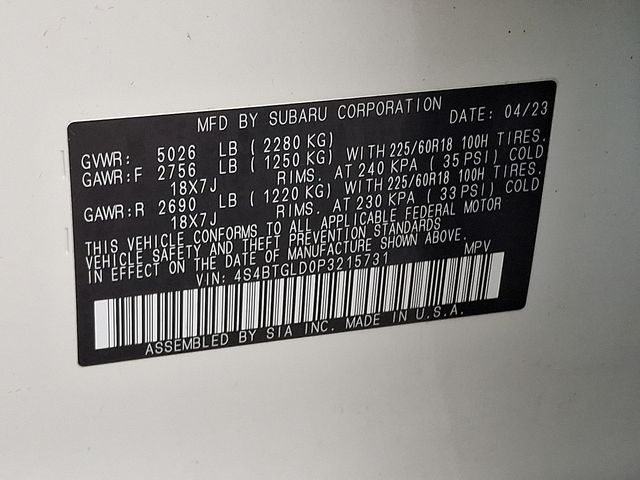 MFD BY SUBARU CORPORATION DATE: 04/23
GVWR: 5026 LB ( 2280 KG)
GAWR:F 2756 LB ( 1250 KG) WITH 225/60R18 100H TIRES.
18X7J RIMS. AT 240 KPA ( 35 PSI) COLD
GAWR:R 2690 LB ( 1220 KG) WITH 225/60R18 100H TIRES.
18X7J RIMS. AT 230 KPA ( 33 PSI) COLD
THIS VEHICLE CONFORMS TO ALL APPLICABLE FEDERAL MOTOR
VEHICLE SAFETY AND THEFT PREVENTION STANDARDS
IN EFFECT ON THE DATE OF MANUFACTURE SHOWN ABOVE.
VIN: 4S4BTGLD0P3215731 MPV
ASSEMBLED BY SIA INC. MADE IN U.S.A.